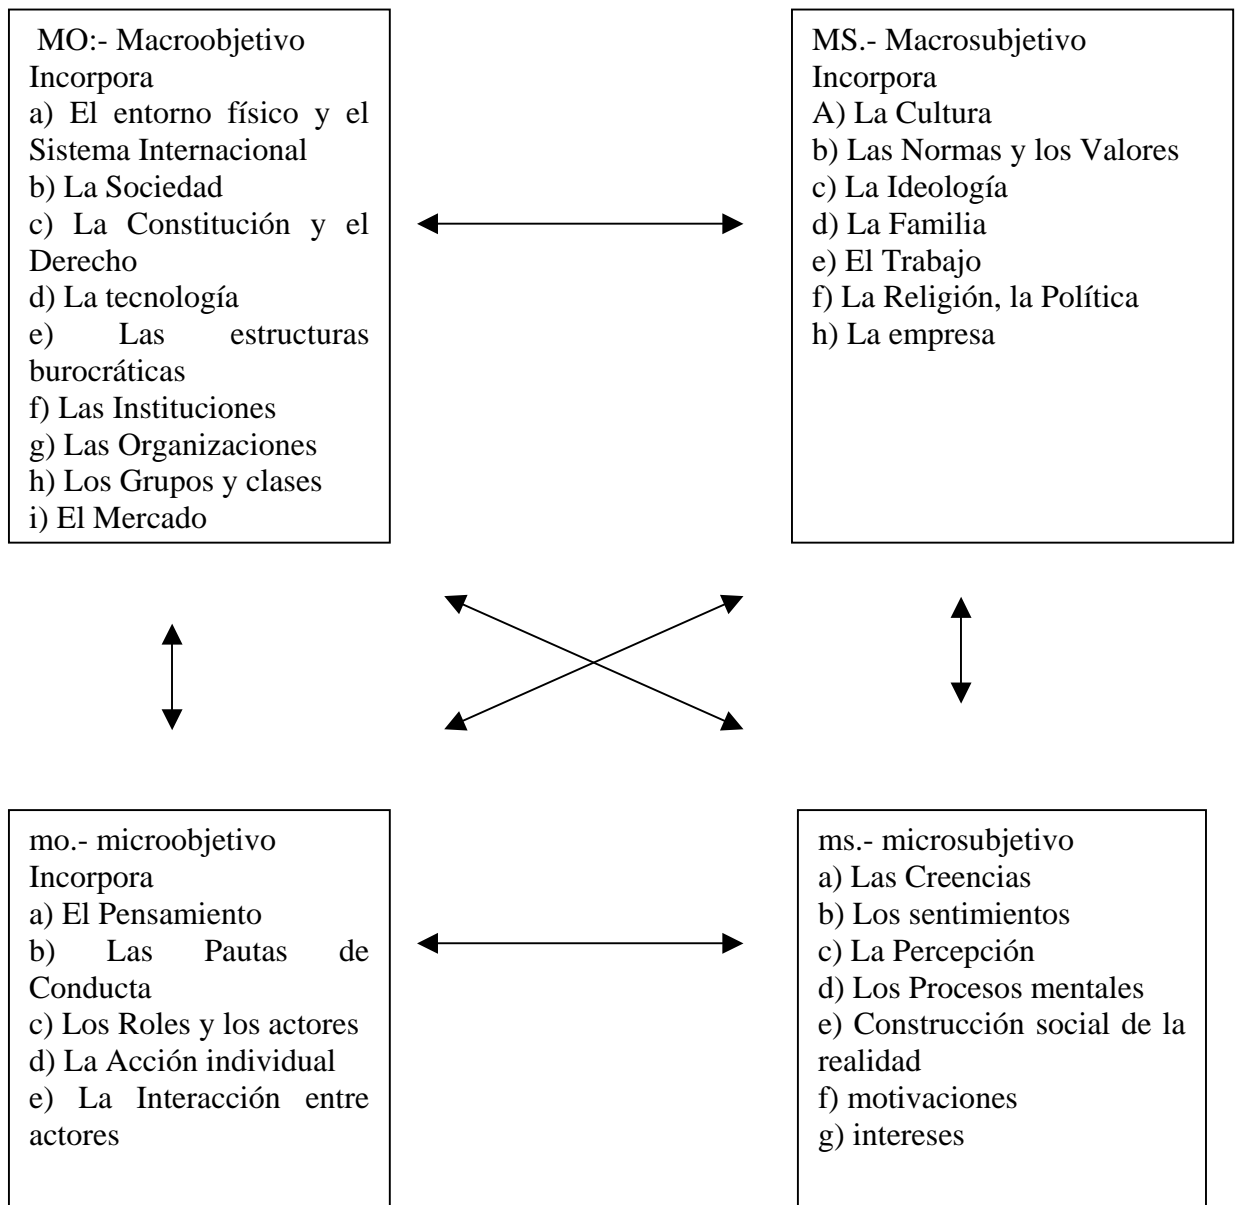 MO:- Macroobjetivo
Incorpora
a) El entorno físico y el
Sistema Internacional
b) La Sociedad
c) La Constitución y el
Derecho
d) La tecnología
e) Las estructuras
burocráticas
f) Las Instituciones
g) Las Organizaciones
h) Los Grupos y clases
i) El Mercado
MS.- Macrosubjetivo
Incorpora
A) La Cultura
b) Las Normas y los Valores
c) La Ideología
d) La Familia
e) El Trabajo
f) La Religión, la Política
h) La empresa
mo.- microobjetivo
Incorpora
a) El Pensamiento
b) Las Pautas de
Conducta
c) Los Roles y los actores
d) La Acción individual
e) La Interacción entre
actores
ms.- microsubjetivo
a) Las Creencias
b) Los sentimientos
c) La Percepción
d) Los Procesos mentales
e) Construcción social de la
realidad
f) motivaciones
g) intereses